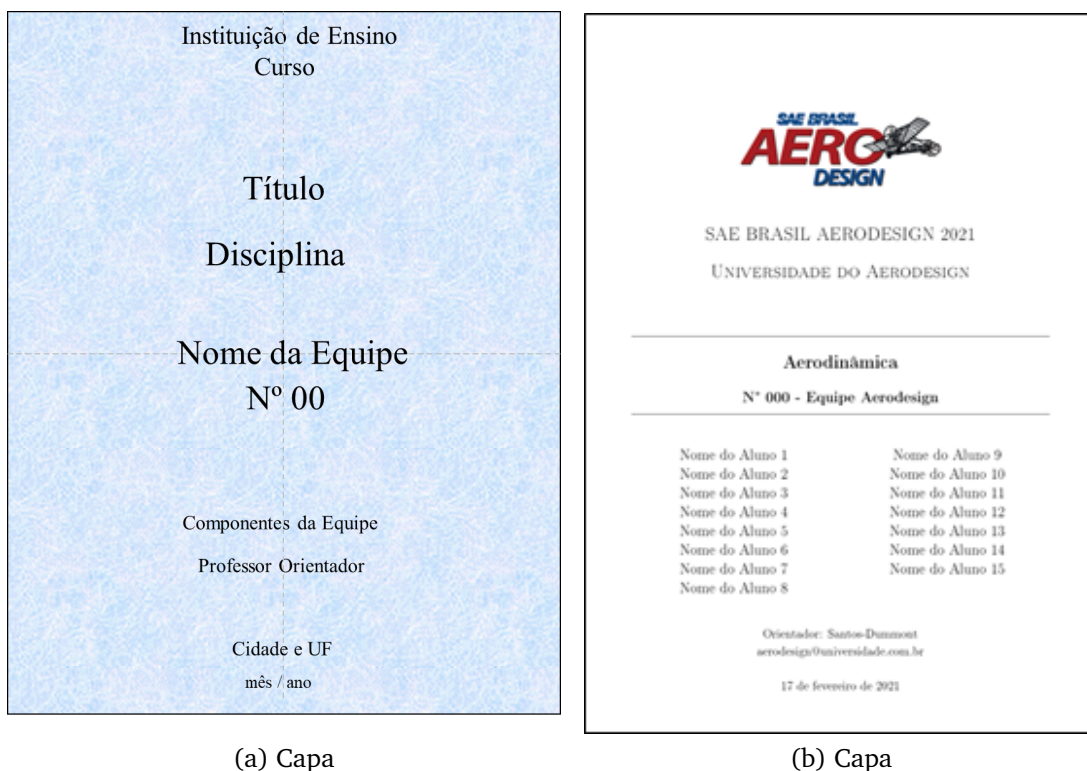 Instituição de Ensino
Curso
Título
Disciplina
Nome da Equipe
Nº 00
Componentes da Equipe
Professor Orientador
Cidade e UF
mês / ano
(a) Capa
SAE BRASIL
AERO
DESIGN
SAE BRASIL AERODESIGN 2021
UNIVERSIDADE DO AERODESIGN
Aerodinâmica
N° 000 - Equipe Aerodesign
Nome do Aluno 1
Nome do Aluno 2
Nome do Aluno 3
Nome do Aluno 4
Nome do Aluno 5
Nome do Aluno 6
Nome do Aluno 7
Nome do Aluno 8
Nome do Aluno 9
Nome do Aluno 10
Nome do Aluno 11
Nome do Aluno 12
Nome do Aluno 13
Nome do Aluno 14
Nome do Aluno 15
Orientador: Santos-Dummont
aerodesign@universidade.com.br
17 de fevereiro de 2021
(b) Capa